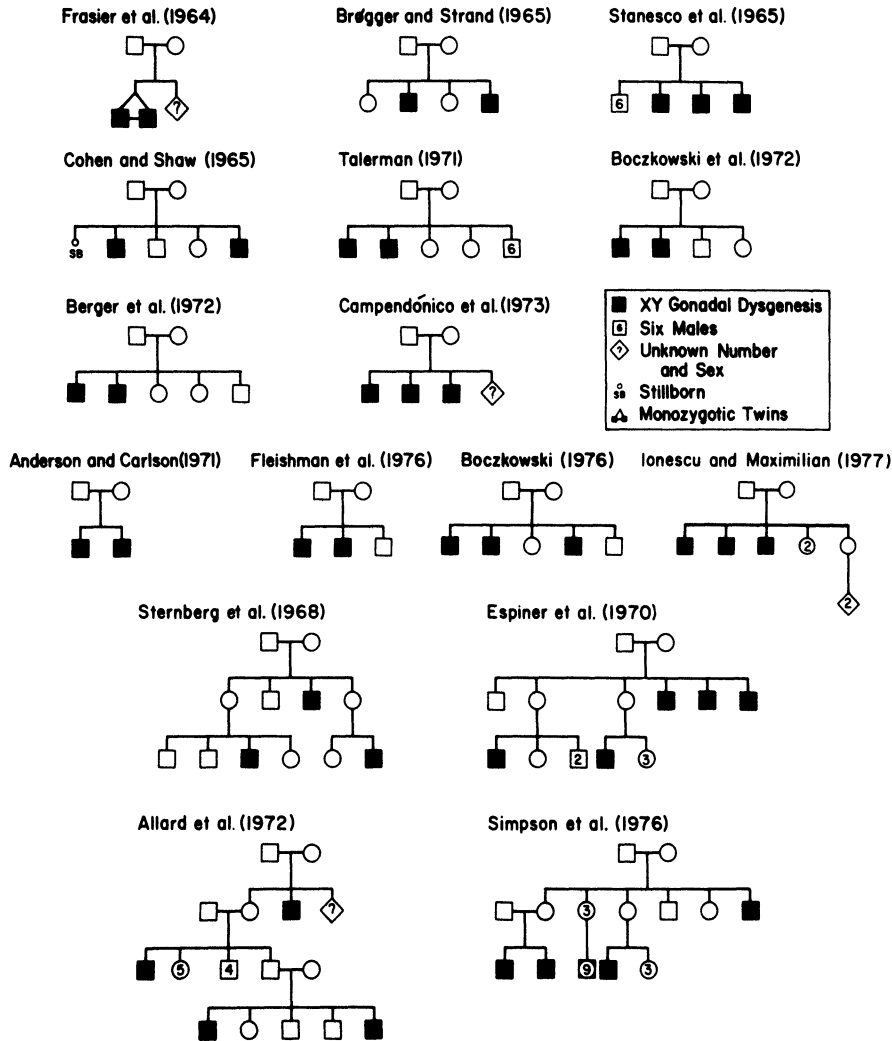 Frasier et al. (1964)
Brøgger and Strand (1965)
Stanesco et al. (1965)
?
6
Cohen and Shaw (1965)
Talerman (1971)
Boczkowski et al. (1972)
SB
6
Berger et al. (1972)
Campendónico et al. (1973)
?
XY Gonadal Dysgenesis
6 Six Males
? Unknown Number
and Sex
SB Stillborn
Monozygotic Twins
Anderson and Carlson(1971)
Fleishman et al. (1976)
Boczkowski (1976)
Ionescu and Maximilian (1977)
2
2
Sternberg et al. (1968)
Espiner et al. (1970)
2
3
Allard et al. (1972)
Simpson et al. (1976)
?
3
5
4
9
3